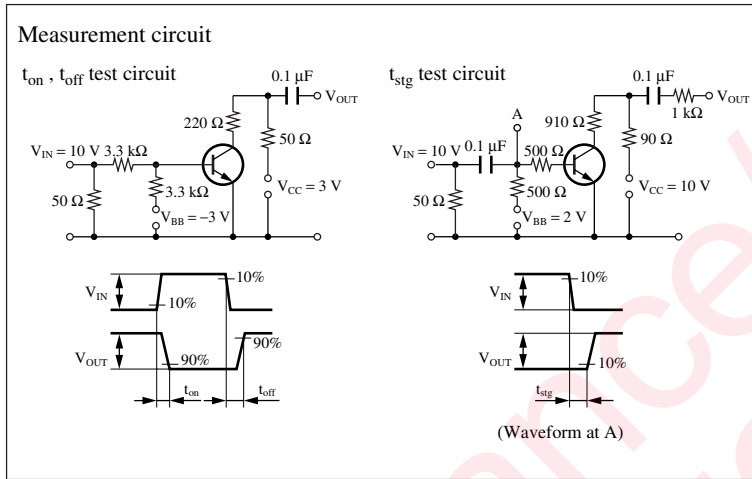 Measurement circuit
t_on , t_off test circuit
0.1 µF
V_OUT
220 Ω
50 Ω
V_IN = 10 V
3.3 kΩ
50 Ω
3.3 kΩ
V_BB = −3 V
V_CC = 3 V
V_IN
10%
10%
V_OUT
90%
90%
t_on
t_off
t_stg test circuit
0.1 µF
V_OUT
1 kΩ
A
910 Ω
90 Ω
V_IN = 10 V
0.1 µF
500 Ω
50 Ω
500 Ω
V_BB = 2 V
V_CC = 10 V
V_IN
10%
V_OUT
10%
t_stg
(Waveform at A)